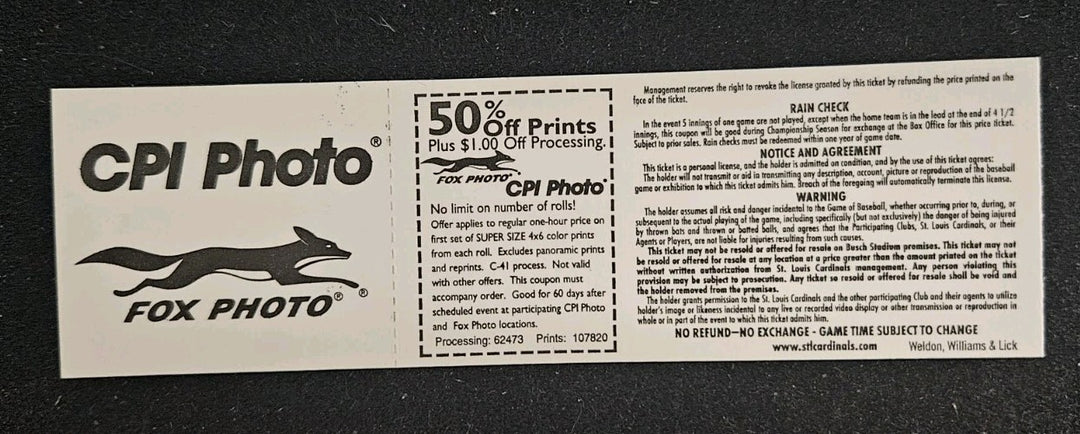 CPI Photo®
FOX PHOTO® ®
50%
Off Prints
Plus $1.00 Off Processing.
FOX PHOTO®
CPI Photo®
No limit on number of rolls!
Offer applies to regular one-hour price on
first set of SUPER SIZE 4x6 color prints
from each roll. Excludes panoramic prints
and reprints. C-41 process. Not valid
with other offers. This coupon must
accompany order. Good for 60 days after
scheduled event at participating CPI Photo
and Fox Photo locations.
Processing: 62473 Prints: 107820
Management reserves the right to revoke the license granted by this ticket by refunding the price printed on the
face of the ticket.
RAIN CHECK
In the event 5 innings of one game are not played, except when the home team is in the lead at the end of 4 1/2
innings, this coupon will be good during Championship Season for exchange at the Box Office for this price ticket.
Subject to prior sales. Rain checks must be redeemed within one year of game date.
NOTICE AND AGREEMENT
This ticket is a personal license, and the holder is admitted on condition, and by the use of this ticket agrees:
The holder will not transmit or aid in transmitting any description, account, picture or reproduction of the baseball
game or exhibition to which this ticket admits him. Breach of the foregoing will automatically terminate this license.
WARNING
The holder assumes all risk and danger incidental to the Game of Baseball, whether occurring prior to, during, or
subsequent to the actual playing of the game, including specifically (but not exclusively) the danger of being injured
by thrown bats and thrown or batted balls, and agrees that the Participating Clubs, St. Louis Cardinals, or their
Agents or Players, are not liable for injuries resulting from such causes.
This ticket may not be resold or offered for resale on Busch Stadium premises. This ticket may not
be resold or offered for resale at any location at a price greater than the amount printed on the ticket
without written authorization from St. Louis Cardinals management. Any person violating this
provision may be subject to prosecution. Any ticket so resold or offered for resale shall be void and
the holder removed from the premises.
The holder grants permission to the St. Louis Cardinals and the other participating Club and their agents to utilize
holder's image or likeness incidental to any live or recorded video display or other transmission or reproduction in
whole or in part of the event to which this ticket admits him.
NO REFUND—NO EXCHANGE - GAME TIME SUBJECT TO CHANGE
www.stlcardinals.com Weldon, Williams & Lick